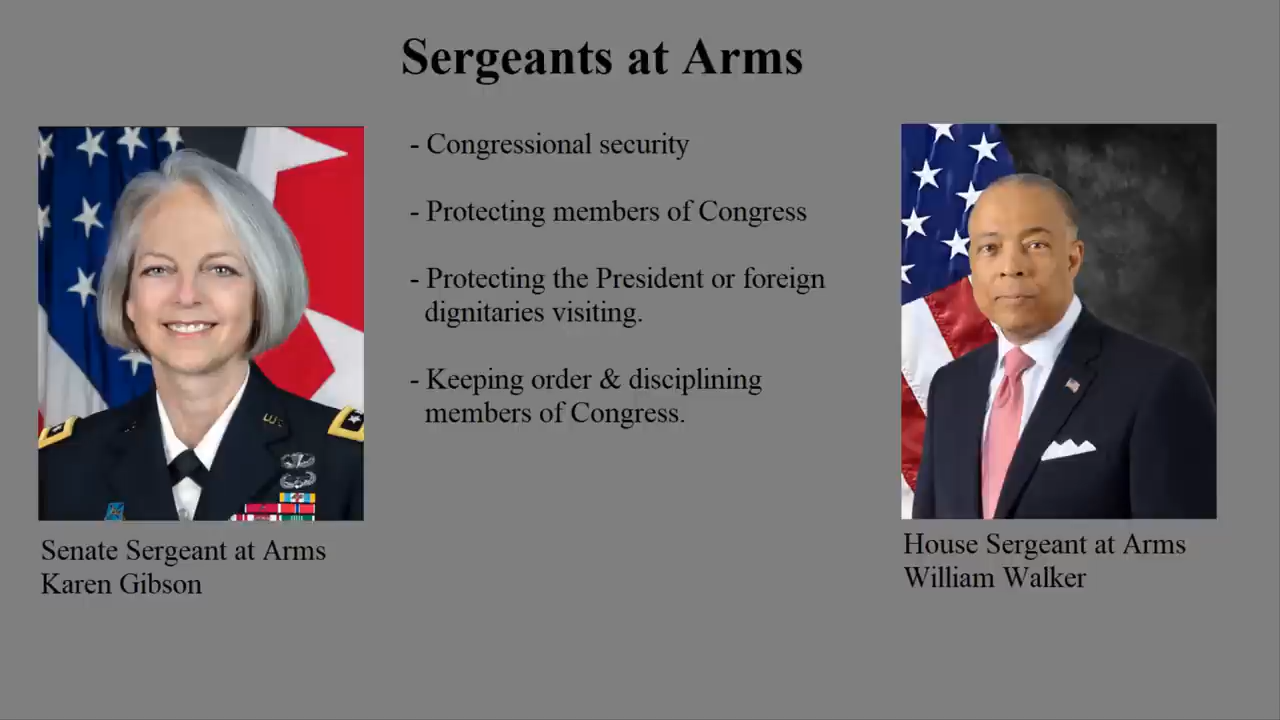 Sergeants at Arms
- Congressional security
- Protecting members of Congress
- Protecting the President or foreign
dignitaries visiting.
- Keeping order & disciplining
members of Congress.
Senate Sergeant at Arms
Karen Gibson
House Sergeant at Arms
William Walker